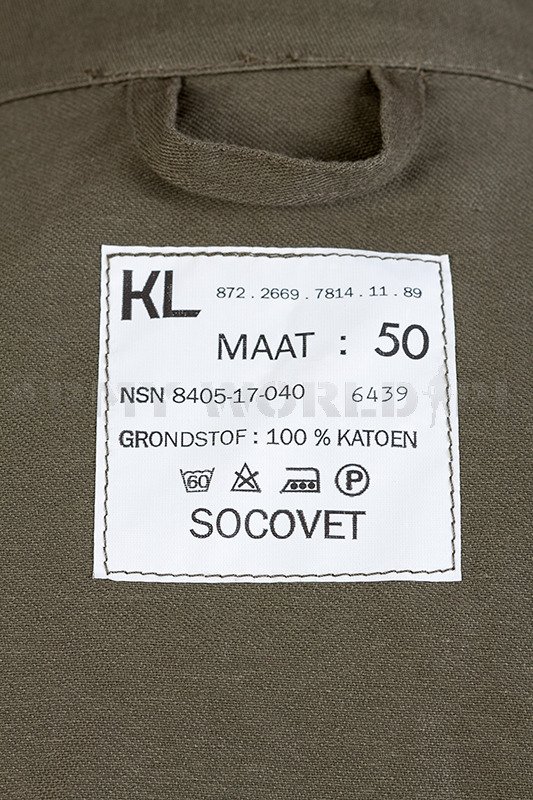 KL 872.2669.7814.11.89
MAAT : 50
NSN 8405-17-040 6439
GRONDSTOF : 100 % KATOEN
60 P
SOCOVET